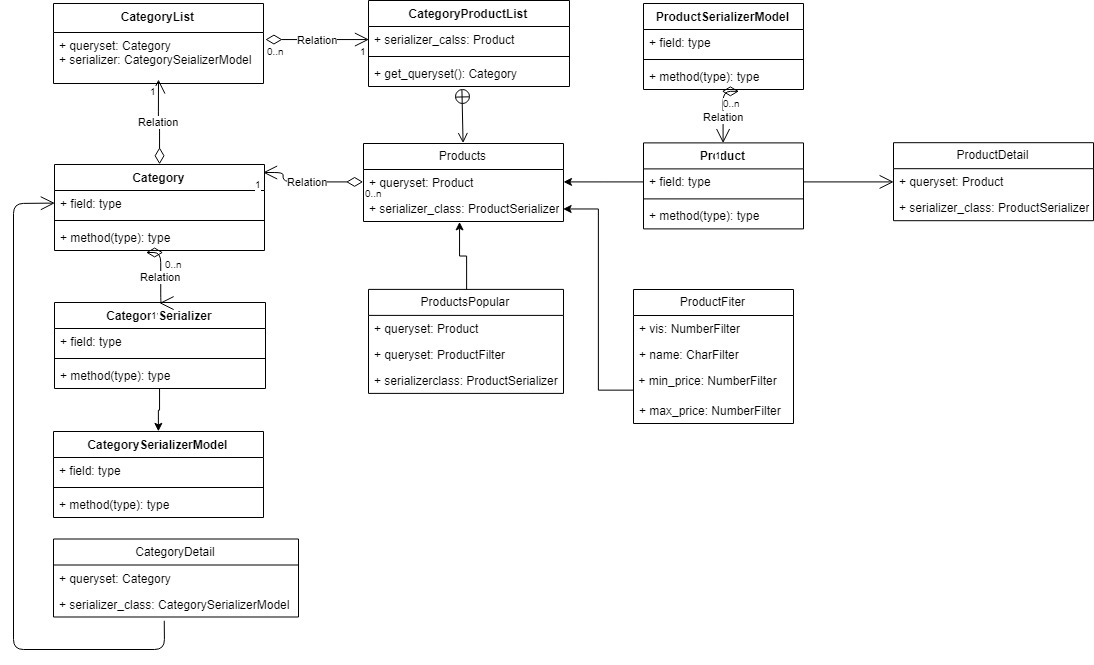 CategoryList
+ queryset: Category
+ serializer: CategorySeializerModel
0..n
Relation
1
CategoryProductList
+ serializer_calss: Product
+ get_queryset(): Category
ProductSerializerModel
+ field: type
+ method(type): type
0..n
Relation
1
1
Relation
Category
+ field: type
+ method(type): type
1
Relation
0..n
Products
+ queryset: Product
+ serializer_class: ProductSerializer
Product
+ field: type
+ method(type): type
ProductDetail
+ queryset: Product
+ serializer_class: ProductSerializer
0..n
Relation
1
CategorySerializer
+ field: type
+ method(type): type
ProductsPopular
+ queryset: Product
+ queryset: ProductFilter
+ serializerclass: ProductSerializer
ProductFiter
+ vis: NumberFilter
+ name: CharFilter
+ min_price: NumberFilter
+ max_price: NumberFilter
CategorySerializerModel
+ field: type
+ method(type): type
CategoryDetail
+ queryset: Category
+ serializer_class: CategorySerializerModel